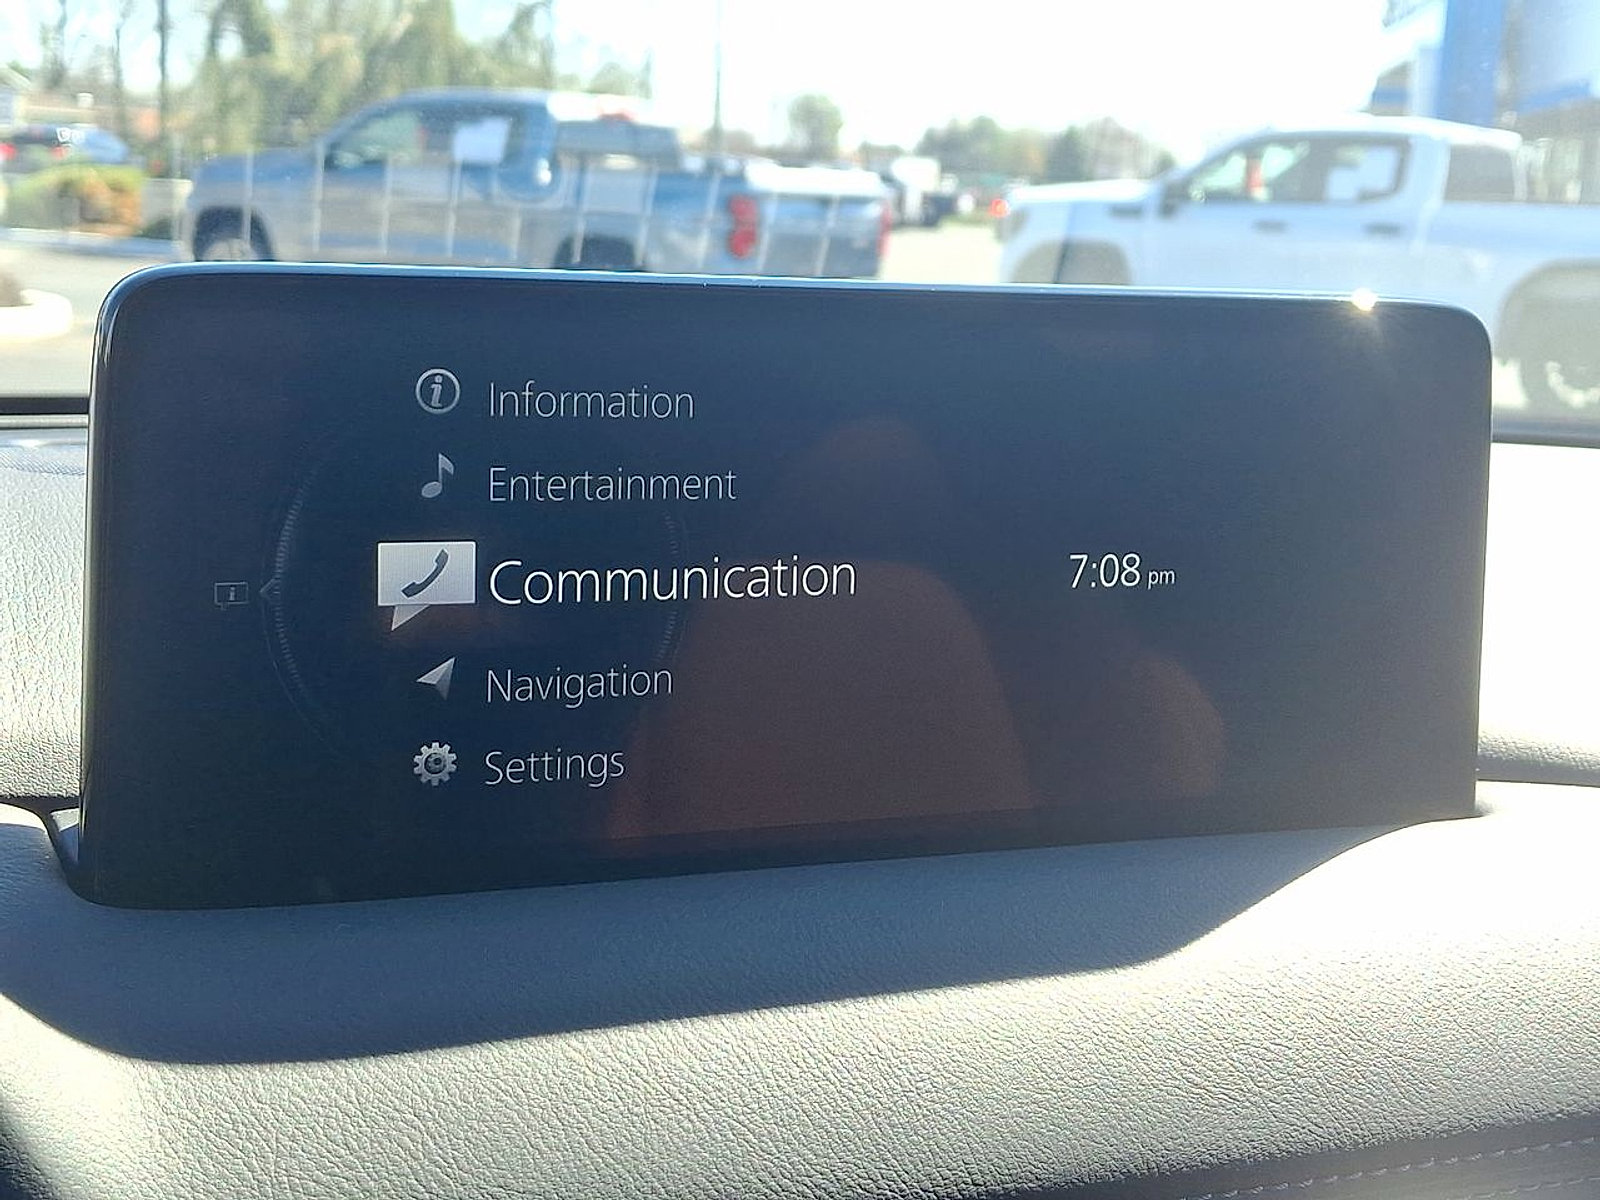 Information
Entertainment
Communication
7:08 pm
Navigation
Settings